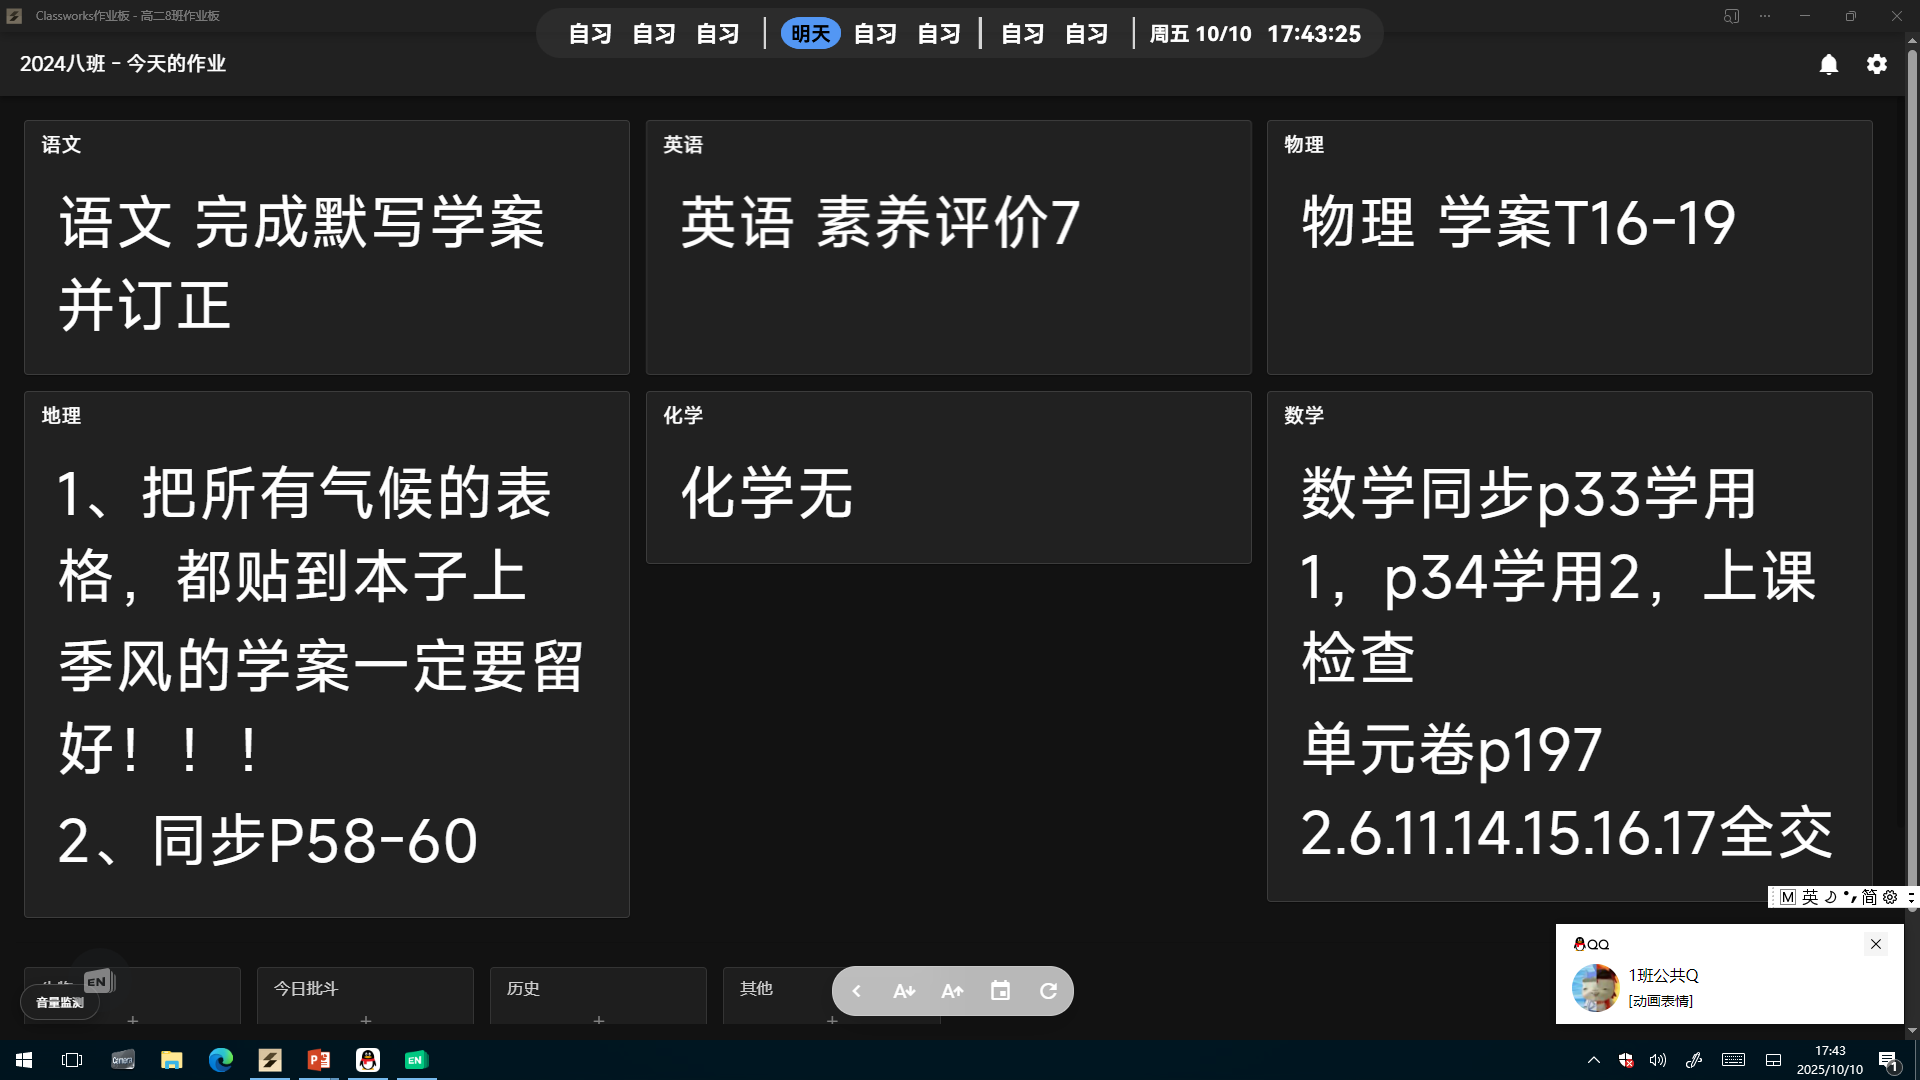 Classworks作业板 - 高二8班作业板
自习 自习 自习 | 明天 自习 自习 | 自习 自习 | 周五 10/10 17:43:25
2024八班 - 今天的作业
语文
语文 完成默写学案
并订正
英语
英语 素养评价7
物理
物理 学案T16-19
地理
1、把所有气候的表
格，都贴到本子上
季风的学案一定要留
好！！！
2、同步P58-60
化学
化学无
数学
数学同步p33学用
1，p34学用2，上课
检查
单元卷p197
2.6.11.14.15.16.17全交
M 英 简
QQ
1班公共Q
[动画表情]
EN
音量监测
今日批斗
历史
其他
A A
EN
17:43
2025/10/10
1